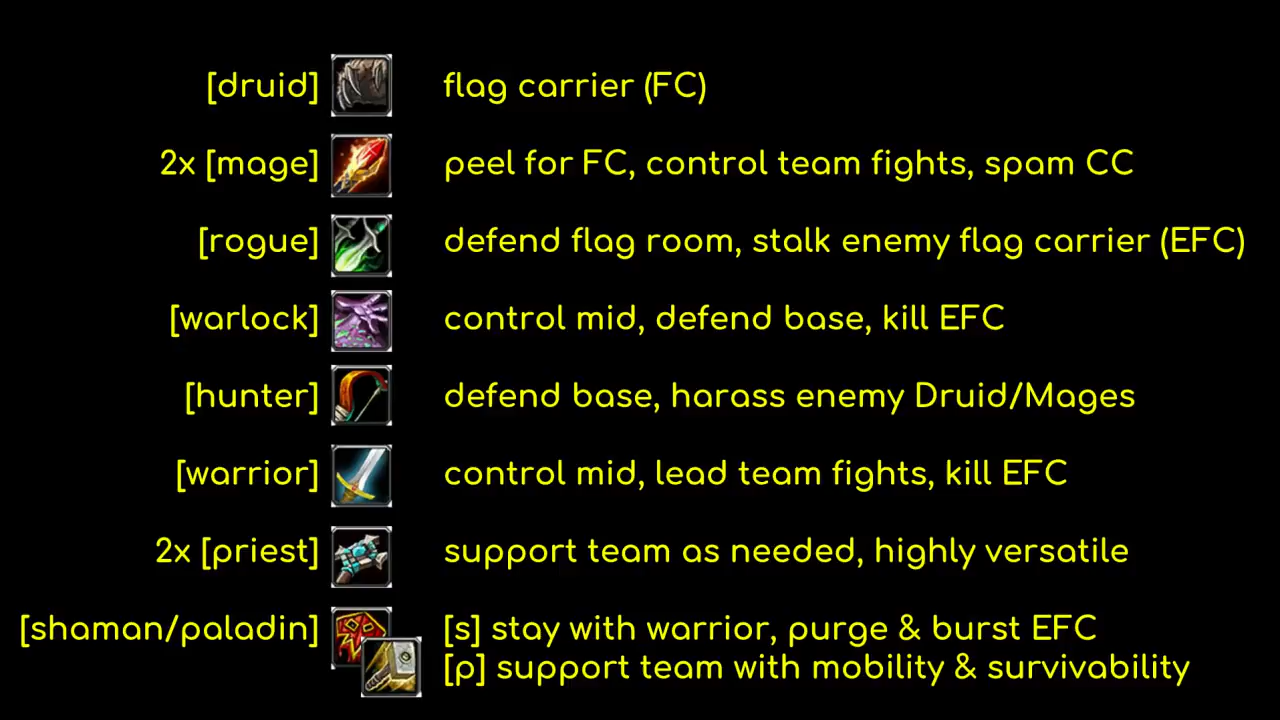 [druid] flag carrier (FC)
2x [mage] peel for FC, control team fights, spam CC
[rogue] defend flag room, stalk enemy flag carrier (EFC)
[warlock] control mid, defend base, kill EFC
[hunter] defend base, harass enemy Druid/Mages
[warrior] control mid, lead team fights, kill EFC
2x [priest] support team as needed, highly versatile
[shaman/paladin] [s] stay with warrior, purge & burst EFC
[p] support team with mobility & survivability